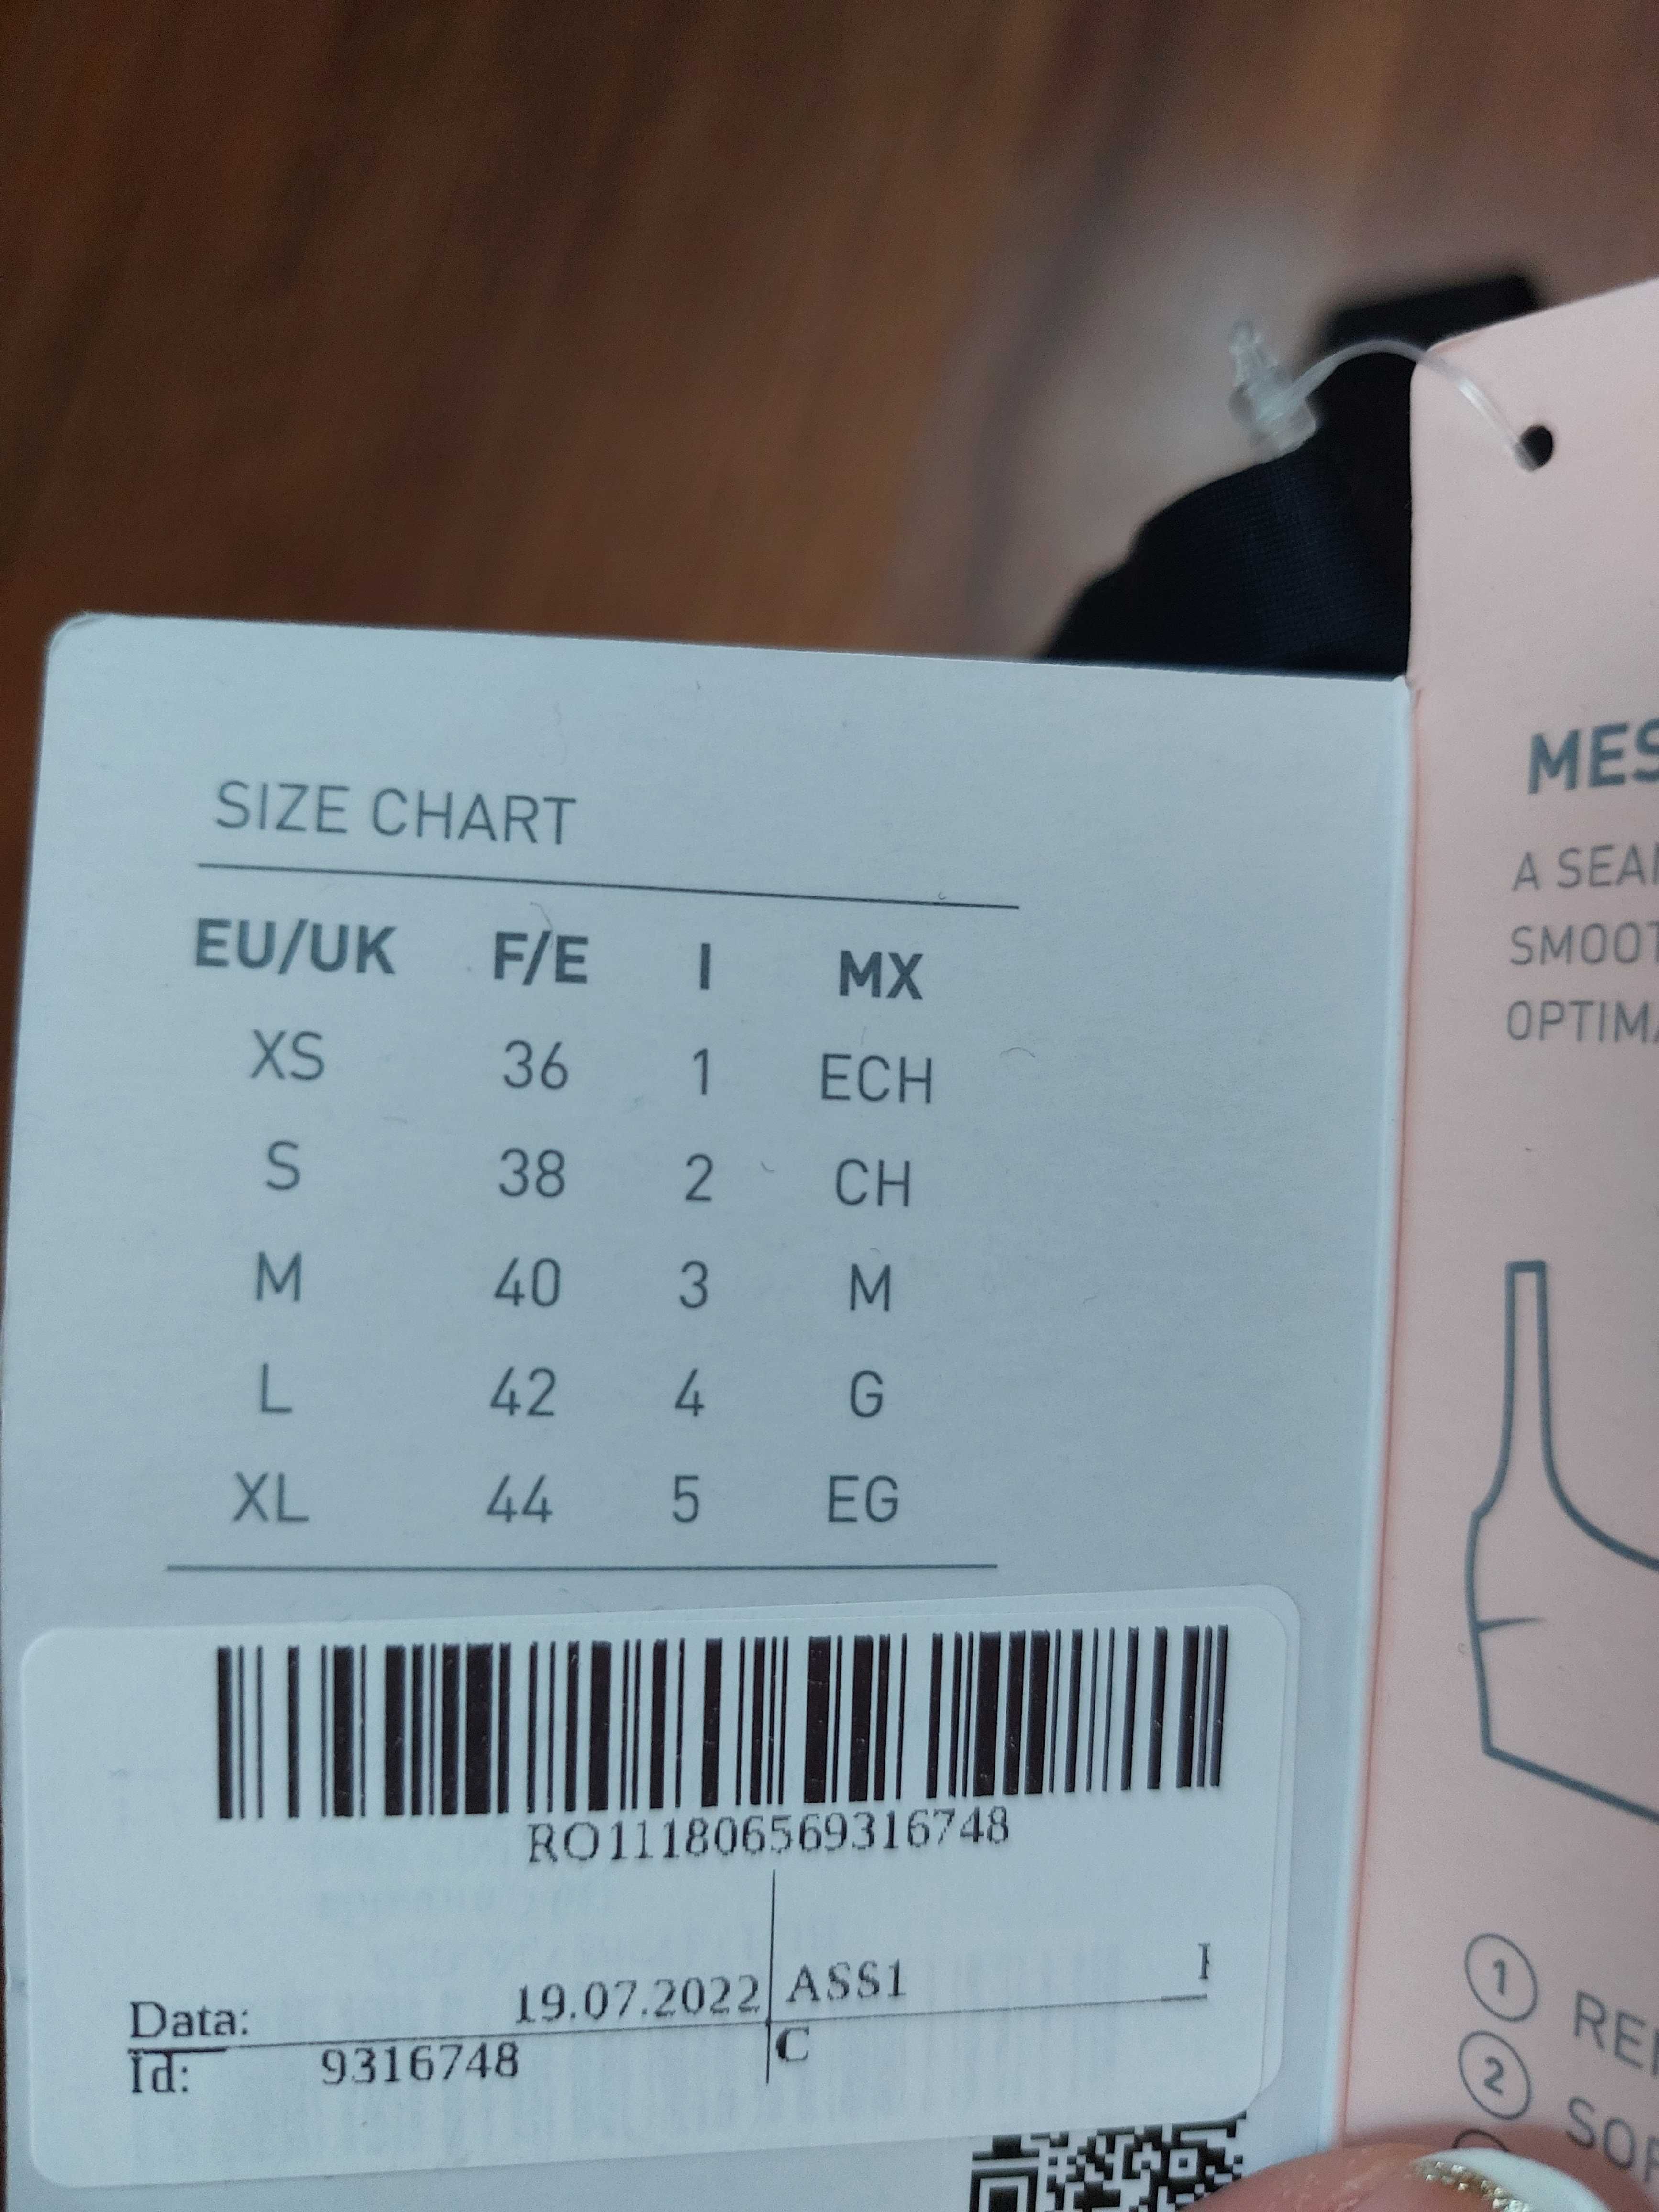 SIZE CHART
EU/UK F/E I MX
XS 36 1 ECH
S 38 2 CH
M 40 3 M
L 42 4 G
XL 44 5 EG
RO111806569316748
Data: 19.07.2022 ASS1
Id: 9316748 C
MES
A SEA
SMOOT
OPTIM
1 RE
2 SOF